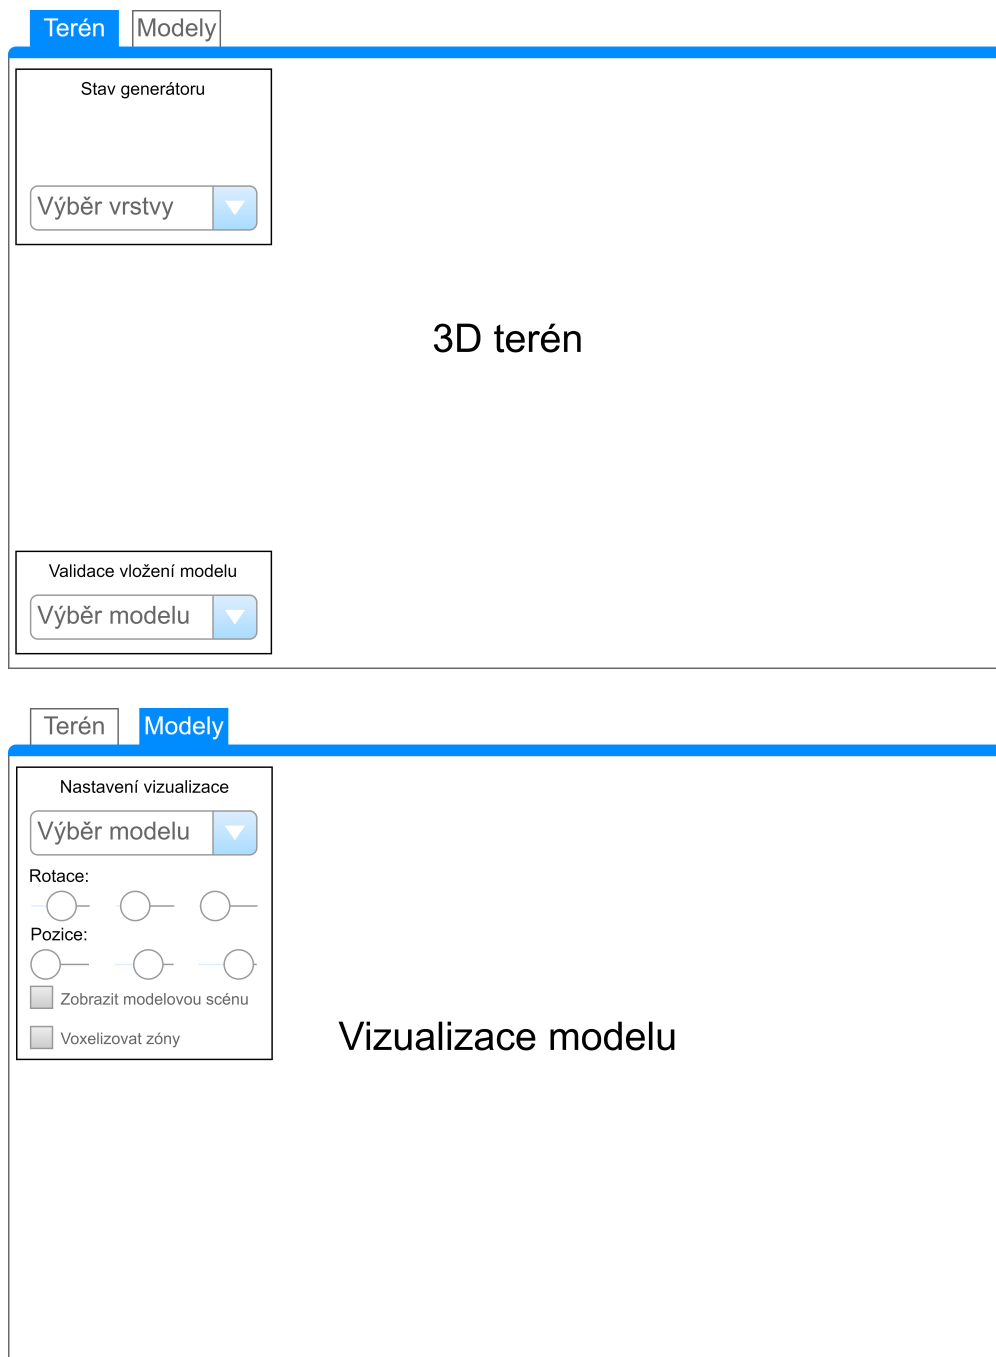 Terén Modely
Stav generátoru
Výběr vrstvy
3D terén
Validace vložení modelu
Výběr modelu
Terén Modely
Nastavení vizualizace
Výběr modelu
Rotace:
Pozice:
Zobrazit modelovou scénu
Voxelizovat zóny
Vizualizace modelu